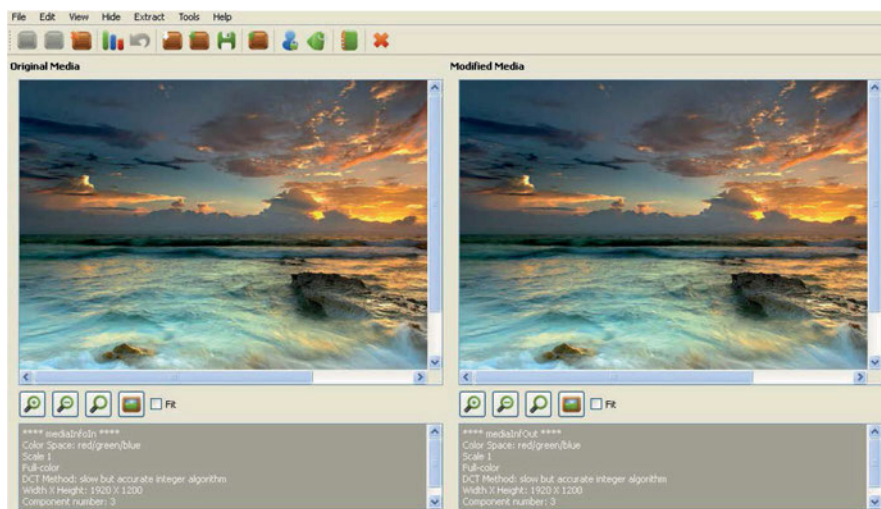 File Edit View Hide Extract Tools Help
Original Media
Modified Media
Fit
Fit
**** mediaInfoIn ****
Color Space: red/green/blue
Scale 1
Full-color
DCT Method: slow but accurate integer algorithm
Width X Height: 1920 X 1200
Component number: 3
**** mediaInfOut ****
Color Space: red/green/blue
Scale 1
Full-color
DCT Method: slow but accurate integer algorithm
Width X Height: 1920 X 1200
Component number: 3